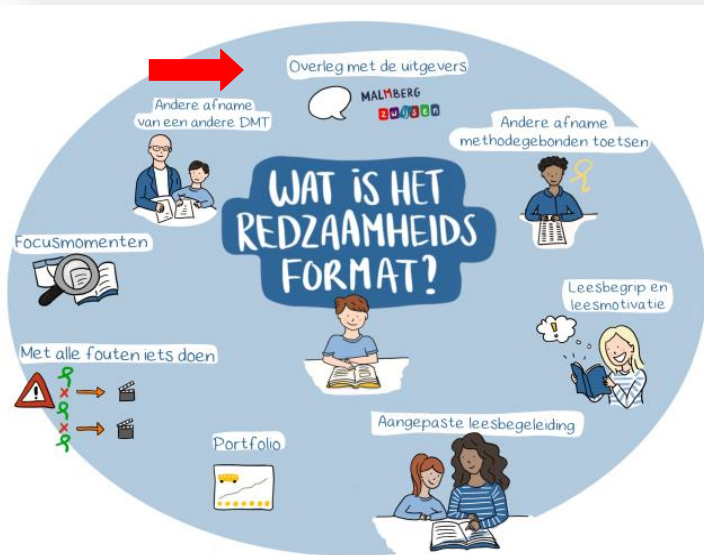 Overleg met de uitgevers
MALMBERG
zwijsen
Andere afname
van een andere DMT
Andere afname
methodegebonden toetsen
WAT iS HET
REDZAAMHEIDS
FORMAT?
Focusmomenten
Leesbegrip en
leesmotivatie
Met alle fouten iets doen
Aangepaste leesbegeleiding
Portfolio